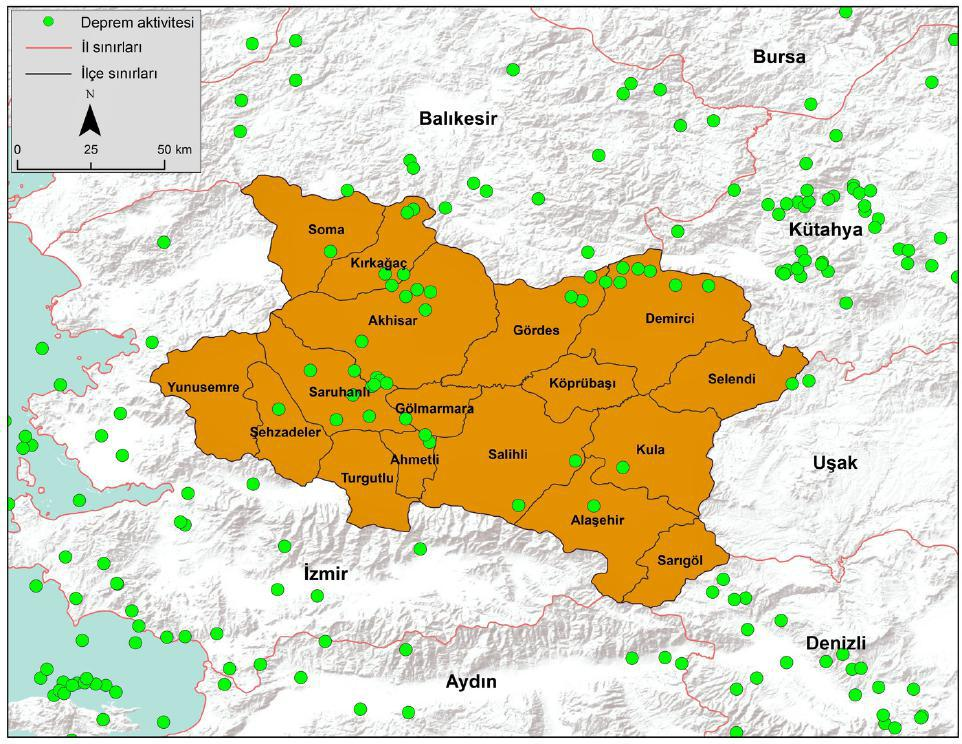 Deprem aktivitesi
İl sınırları
İlçe sınırları
N
0 25 50 km
Bursa
Balıkesir
Kütahya
Soma
Kırkağaç
Akhisar
Gördes
Demirci
Yunusemre
Saruhanlı
Gölmarmara
Köprübaşı
Selendi
Şehzadeler
Ahmetli
Salihli
Kula
Uşak
Turgutlu
Alaşehir
Sarıgöl
İzmir
Denizli
Aydın